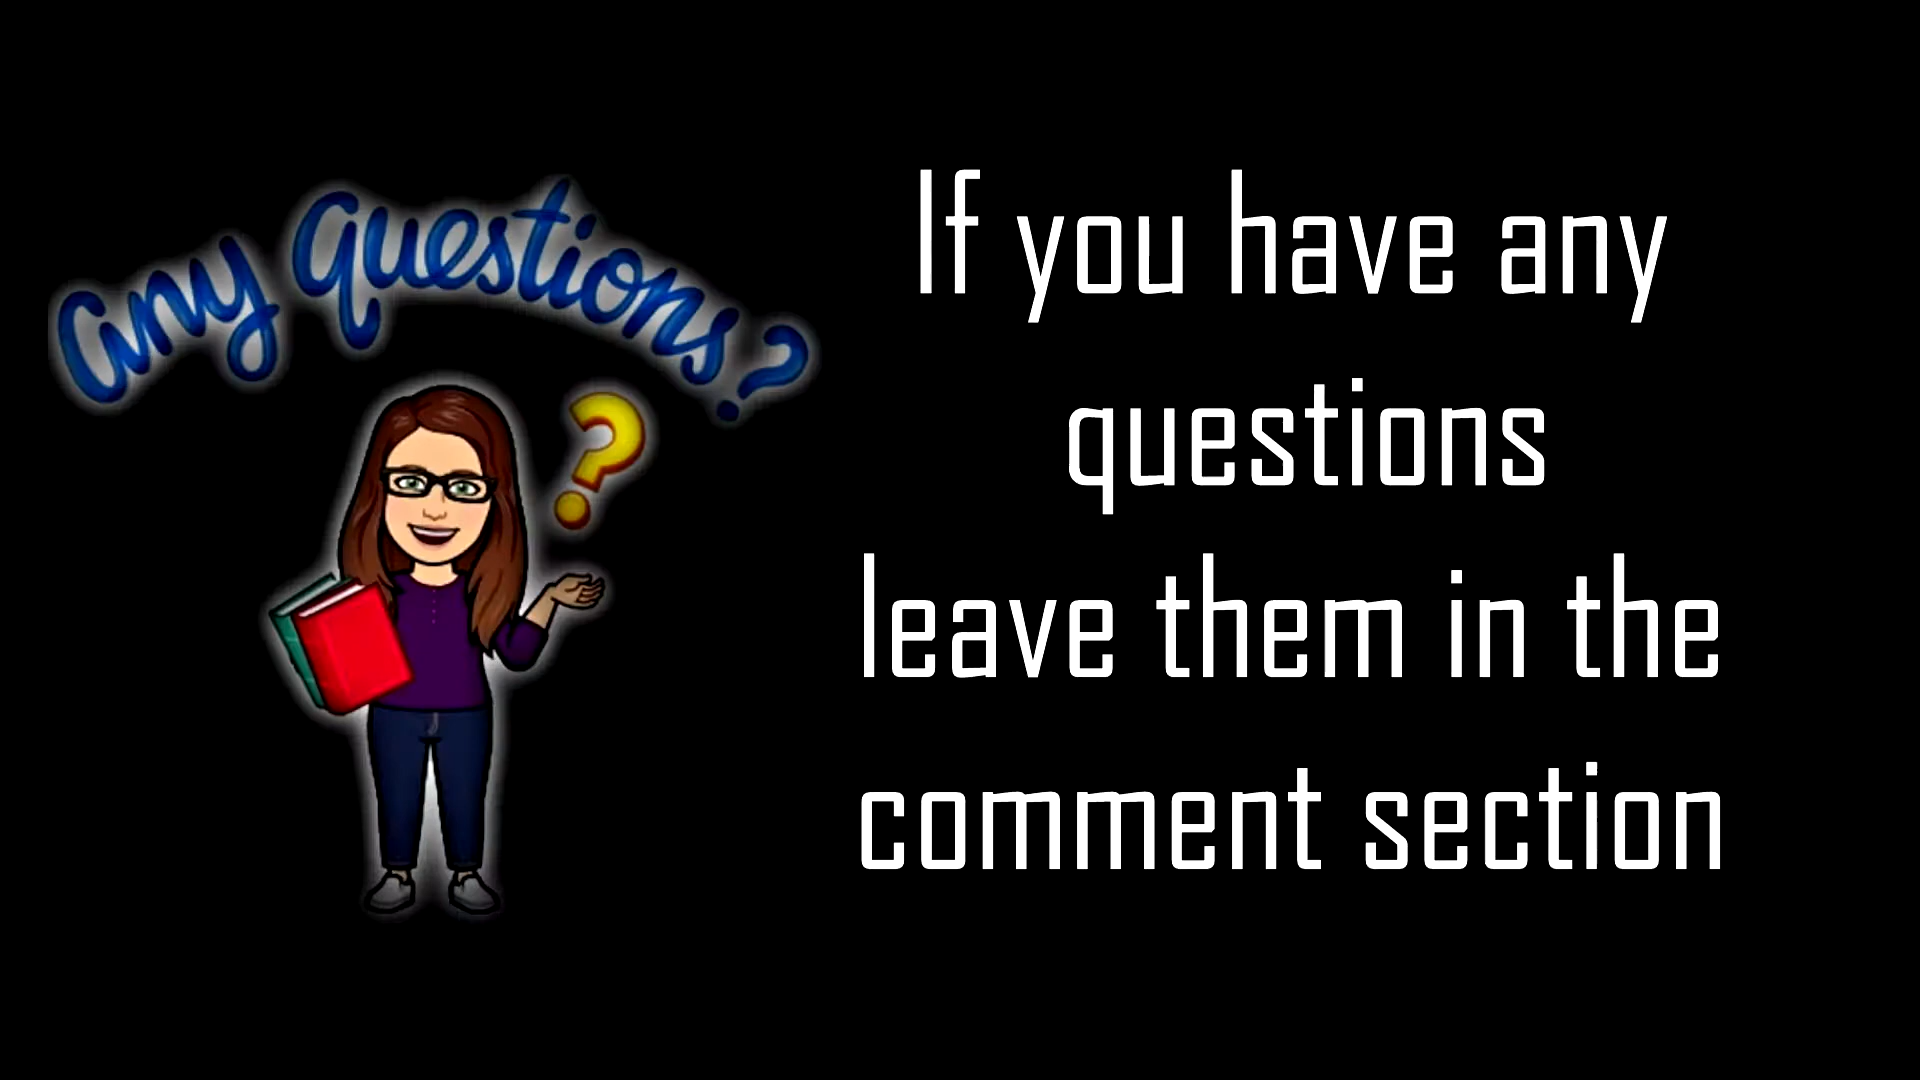 any questions?
?
If you have any
questions
leave them in the
comment section